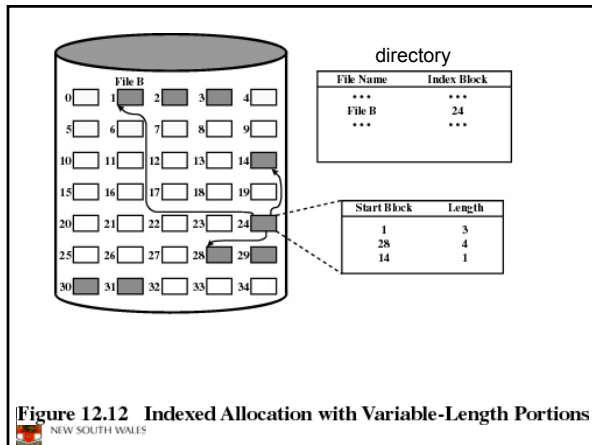 directory
File Name Index Block
••• •••
File B 24
••• •••
File B
0 1 2 3 4
5 6 7 8 9
10 11 12 13 14
15 16 17 18 19
20 21 22 23 24
25 26 27 28 29
30 31 32 33 34
Start Block Length
1 3
28 4
14 1
Figure 12.12 Indexed Allocation with Variable-Length Portions
NEW SOUTH WALES